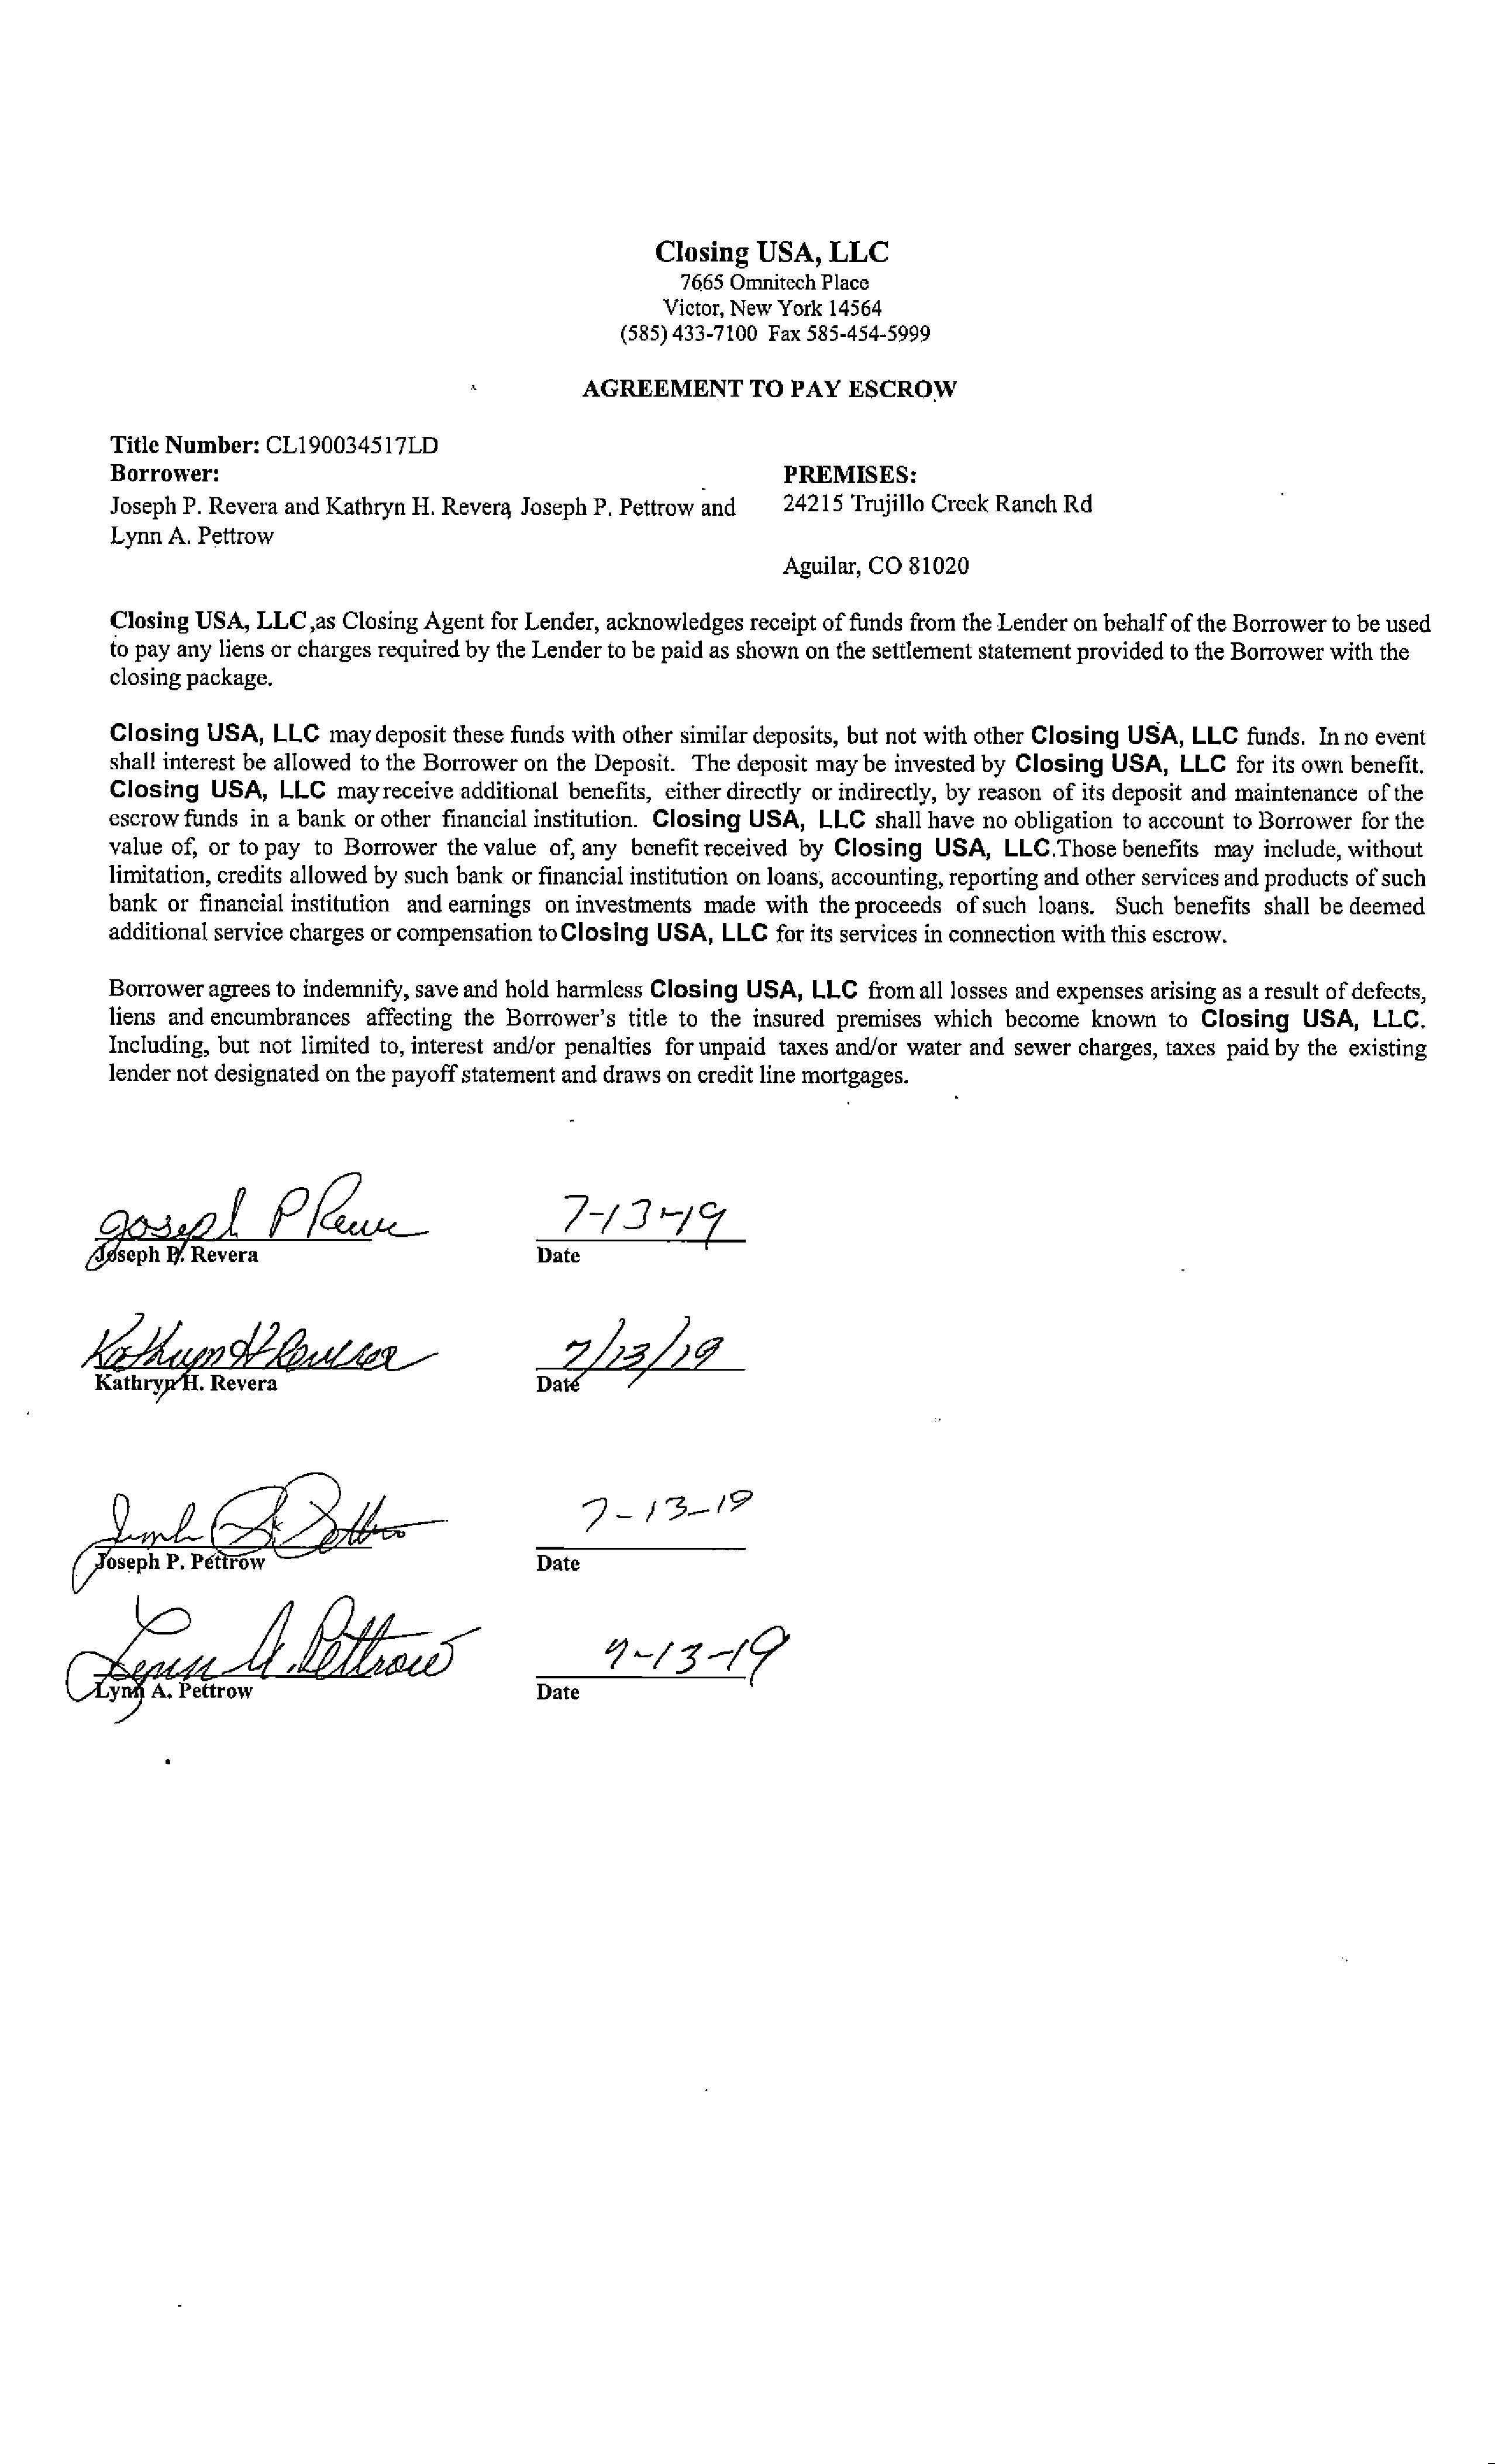 Closing USA, LLC
7665 Omnitech Place
Victor, New York 14564
(585) 433-7100 Fax 585-454-5999
AGREEMENT TO PAY ESCROW
Title Number: CL190034517LD
Borrower:
Joseph P. Revera and Kathryn H. Revera, Joseph P. Pettrow and
Lynn A. Pettrow
PREMISES:
24215 Trujillo Creek Ranch Rd
Aguilar, CO 81020
Closing USA, LLC ,as Closing Agent for Lender, acknowledges receipt of funds from the Lender on behalf of the Borrower to be used
to pay any liens or charges required by the Lender to be paid as shown on the settlement statement provided to the Borrower with the
closing package.
Closing USA, LLC may deposit these funds with other similar deposits, but not with other Closing USA, LLC funds. In no event
shall interest be allowed to the Borrower on the Deposit. The deposit may be invested by Closing USA, LLC for its own benefit.
Closing USA, LLC may receive additional benefits, either directly or indirectly, by reason of its deposit and maintenance of the
escrow funds in a bank or other financial institution. Closing USA, LLC shall have no obligation to account to Borrower for the
value of, or to pay to Borrower the value of, any benefit received by Closing USA, LLC.Those benefits may include, without
limitation, credits allowed by such bank or financial institution on loans, accounting, reporting and other services and products of such
bank or financial institution and earnings on investments made with the proceeds of such loans. Such benefits shall be deemed
additional service charges or compensation to Closing USA, LLC for its services in connection with this escrow.
Borrower agrees to indemnify, save and hold harmless Closing USA, LLC from all losses and expenses arising as a result of defects,
liens and encumbrances affecting the Borrower's title to the insured premises which become known to Closing USA, LLC.
Including, but not limited to, interest and/or penalties for unpaid taxes and/or water and sewer charges, taxes paid by the existing
lender not designated on the payoff statement and draws on credit line mortgages.
Joseph P Revera 7-13-19
Joseph P. Revera Date
Kathryn H Revera 7/13/19
Kathryn H. Revera Date
Joseph P. Pettrow 7-13-19
Joseph P. Pettrow Date
Lynn A. Pettrow 7-13-19
Lynn A. Pettrow Date